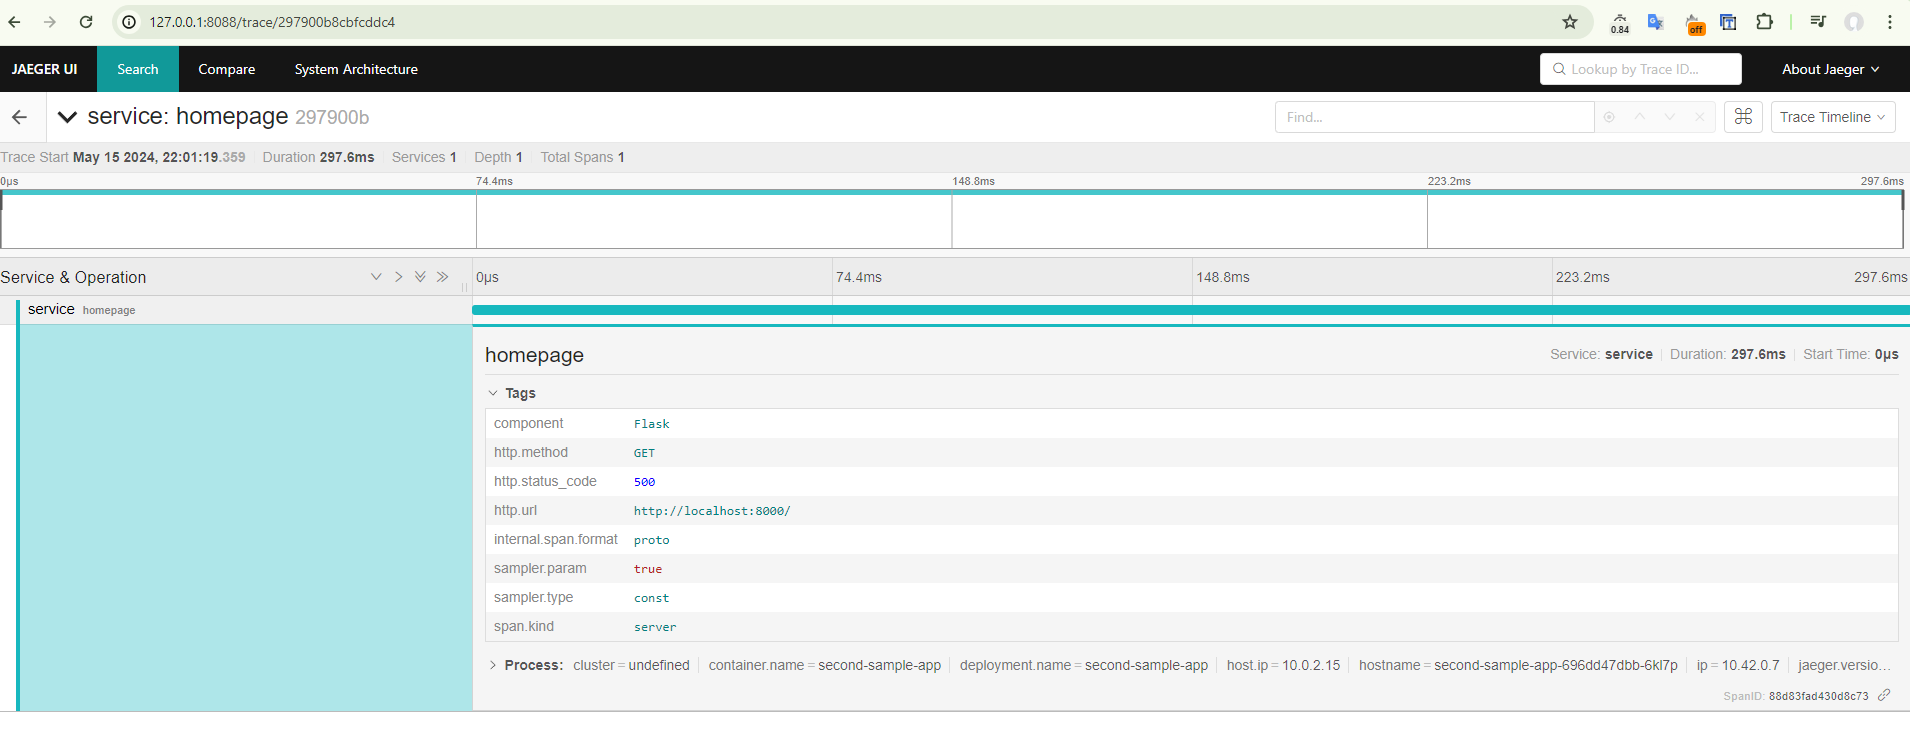 127.0.0.1:8088/trace/297900b8cbfcddc4
0.84
off
JAEGER UI Search Compare System Architecture Lookup by Trace ID... About Jaeger
service: homepage 297900b Find... Trace Timeline
Trace Start May 15 2024, 22:01:19.359 Duration 297.6ms Services 1 Depth 1 Total Spans 1
0μs 74.4ms 148.8ms 223.2ms 297.6ms
Service & Operation 0μs 74.4ms 148.8ms 223.2ms 297.6ms
service homepage
homepage Service: service Duration: 297.6ms Start Time: 0μs
Tags
component Flask
http.method GET
http.status_code 500
http.url http://localhost:8000/
internal.span.format proto
sampler.param true
sampler.type const
span.kind server
Process: cluster = undefined container.name = second-sample-app deployment.name = second-sample-app host.ip = 10.0.2.15 hostname = second-sample-app-696dd47dbb-6kl7p ip = 10.42.0.7 jaeger.versio...
SpanID: 88d83fad430d8c73